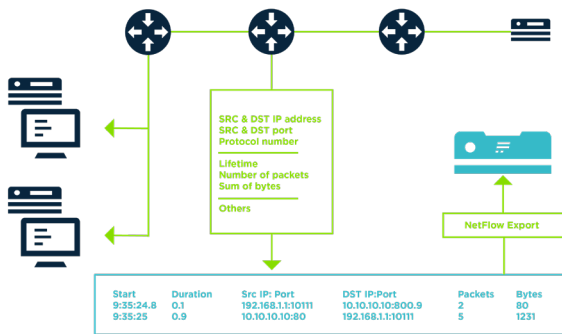 SRC & DST IP address
SRC & DST port
Protocol number
Lifetime
Number of packets
Sum of bytes
Others
NetFlow Export
Start Duration Src IP: Port DST IP:Port Packets Bytes
9:35:24.8 0.1 192.168.1.1:10111 10.10.10.10:800.9 2 80
9:35:25 0.9 10.10.10.10:80 192.168.1.1:10111 5 1231